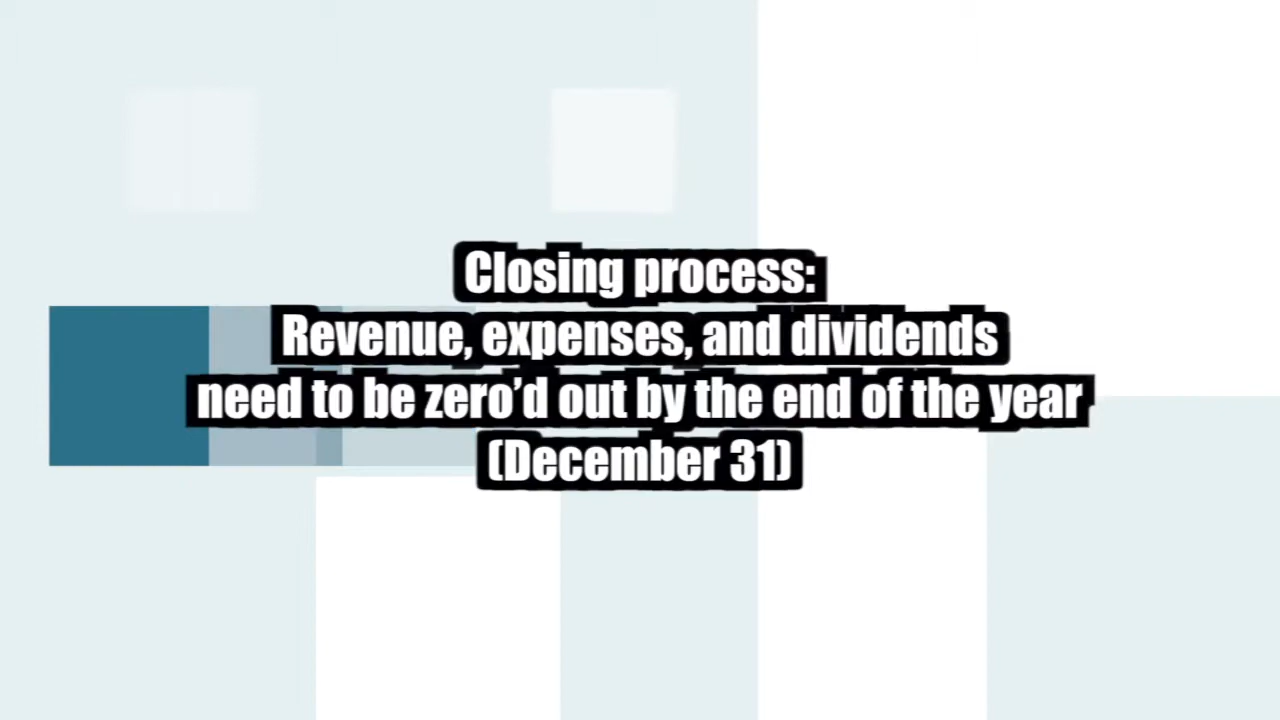 Closing process:
Revenue, expenses, and dividends
need to be zero’d out by the end of the year
(December 31)